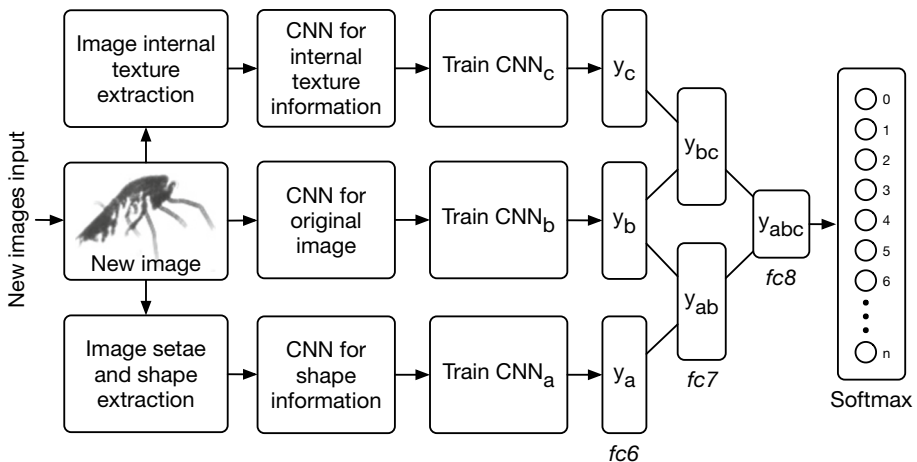 New images input
Image internal
texture
extraction
CNN for
internal
texture
information
Train CNNc
yc
New image
CNN for
original
image
Train CNNb
yb
Image setae
and shape
extraction
CNN for
shape
information
Train CNNa
ya
fc6
ybc
yab
fc7
yabc
fc8
0
1
2
3
4
5
6
n
Softmax